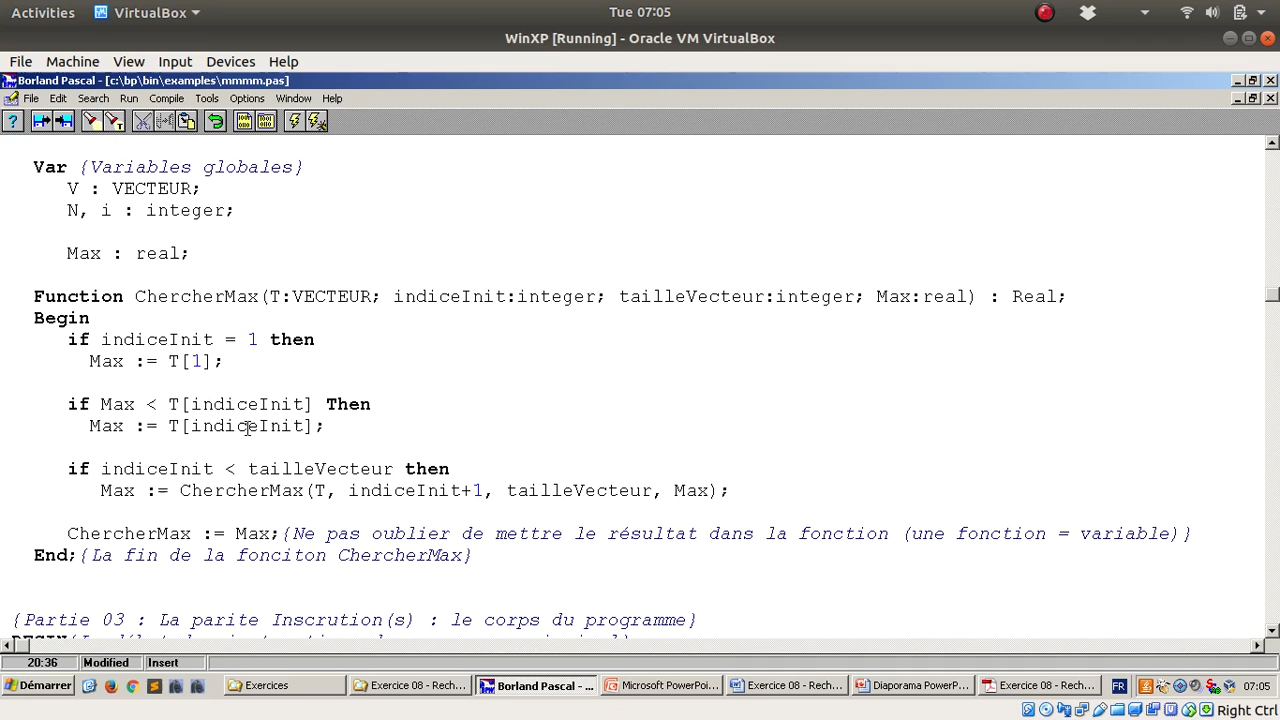 Activities VirtualBox Tue 07:05
WinXP [Running] - Oracle VM VirtualBox
File Machine View Input Devices Help
Borland Pascal - [c:\bp\bin\examples\mmmm.pas]
File Edit Search Run Compile Tools Options Window Help
Var {Variables globales}
V : VECTEUR;
N, i : integer;
Max : real;
Function ChercherMax(T:VECTEUR; indiceInit:integer; tailleVecteur:integer; Max:real) : Real;
Begin
if indiceInit = 1 then
Max := T[1];
if Max < T[indiceInit] Then
Max := T[indiceInit];
if indiceInit < tailleVecteur then
Max := ChercherMax(T, indiceInit+1, tailleVecteur, Max);
ChercherMax := Max;{Ne pas oublier de mettre le résultat dans la fonction (une fonction = variable)}
End;{La fin de la fonciton ChercherMax}
{Partie 03 : La parite Inscrution(s) : le corps du programme}
20:36 Modified Insert
Démarrer Exercices Exercice 08 - Rech... Borland Pascal - ... Microsoft PowerPoi... Exercice 08 - Rech... Diaporama PowerP... Exercice 08 - Rech... FR 07:05
Right Ctrl